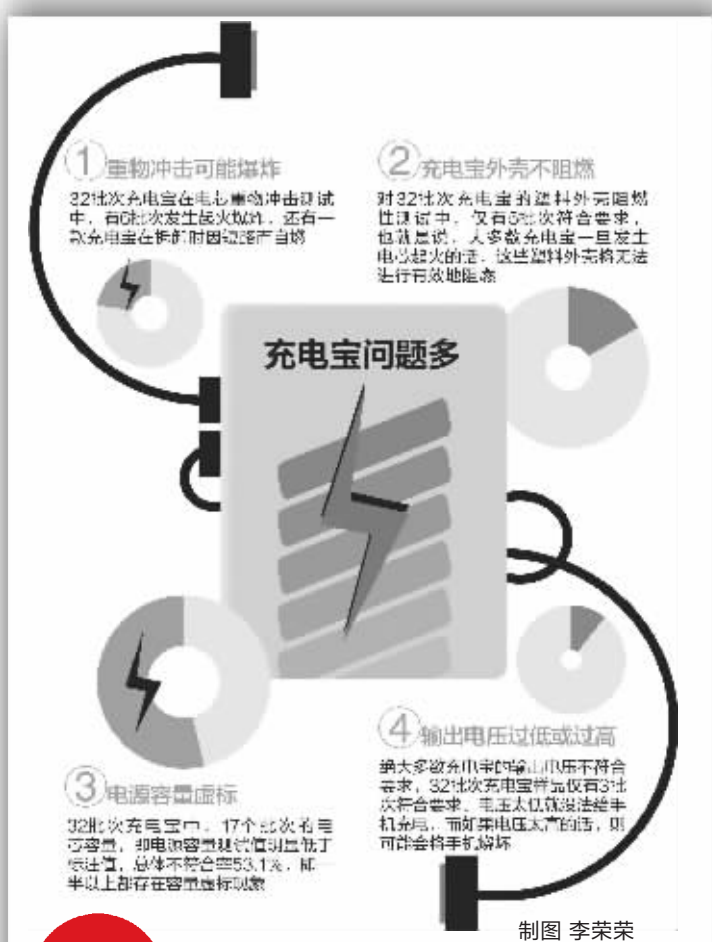 ① 重物冲击可能爆炸
32批次充电宝在电芯重物冲击测试
中，有6批次发生起火爆炸，还有一
款充电宝在拆卸时因短路而自燃
② 充电宝外壳不阻燃
对32批次充电宝的塑料外壳阻燃
性测试中，仅有5批次符合要求，
也就是说，大多数充电宝一旦发生
电芯起火的话，这些塑料外壳将无法
进行有效地阻燃
充电宝问题多
③ 电源容量虚标
32批次充电宝中，17个批次的电
芯容量，即电源容量测试值明显低于
标注值，总体不符合率53.1%，即一
半以上都存在容量虚标现象
④ 输出电压过低或过高
绝大多数充电宝的输出电压不符合
要求，32批次充电宝样品仅有3批
次符合要求。电压太低就没法给手
机充电，而如果电压太高的话，则
可能会将手机烧坏
制图 李荣荣